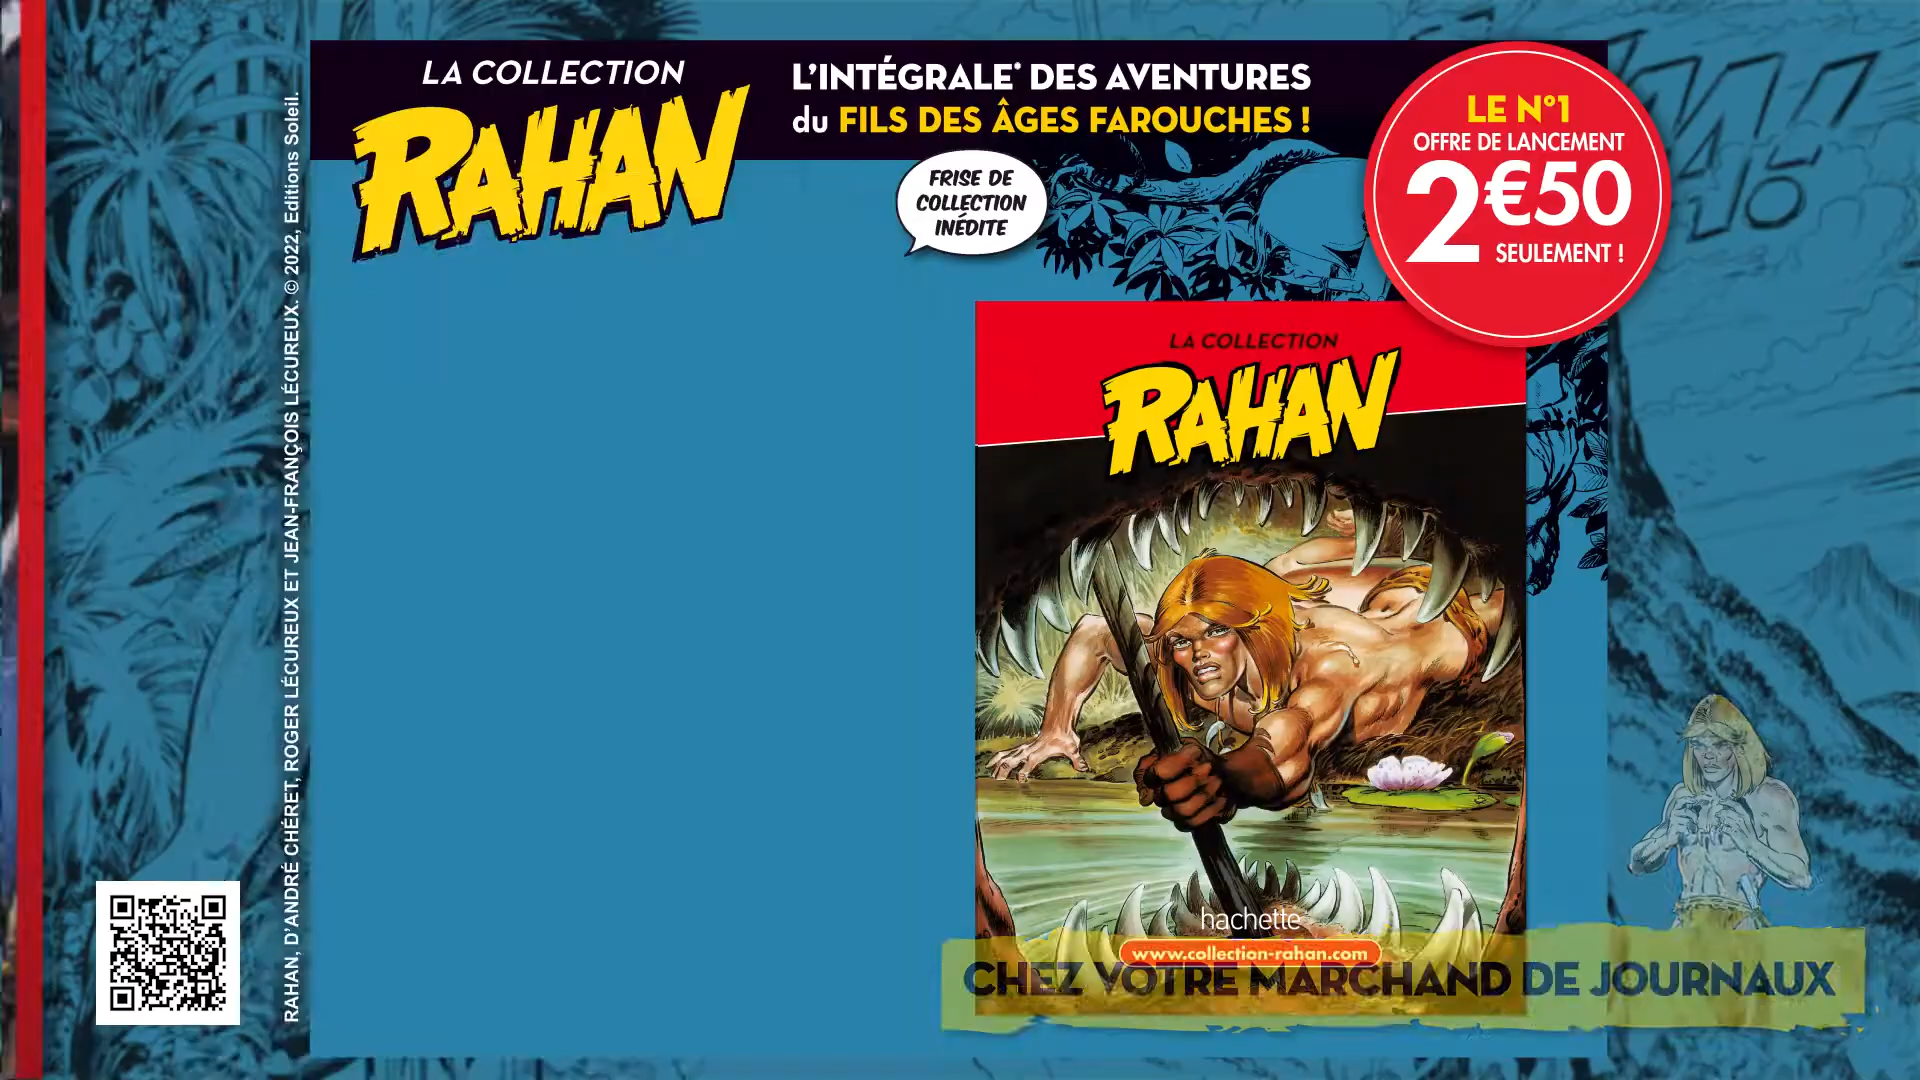 LA COLLECTION
RAHAN
L'INTÉGRALE* DES AVENTURES
du FILS DES ÂGES FAROUCHES !
LE N°1
OFFRE DE LANCEMENT
2€50
SEULEMENT !
FRISE DE
COLLECTION
INÉDITE
LA COLLECTION
RAHAN
hachette
www.collection-rahan.com
CHEZ VOTRE MARCHAND DE JOURNAUX
RAHAN, D'ANDRÉ CHÉRET, ROGER LÉCUREUX ET JEAN-FRANÇOIS LÉCUREUX. © 2022, Editions Soleil.